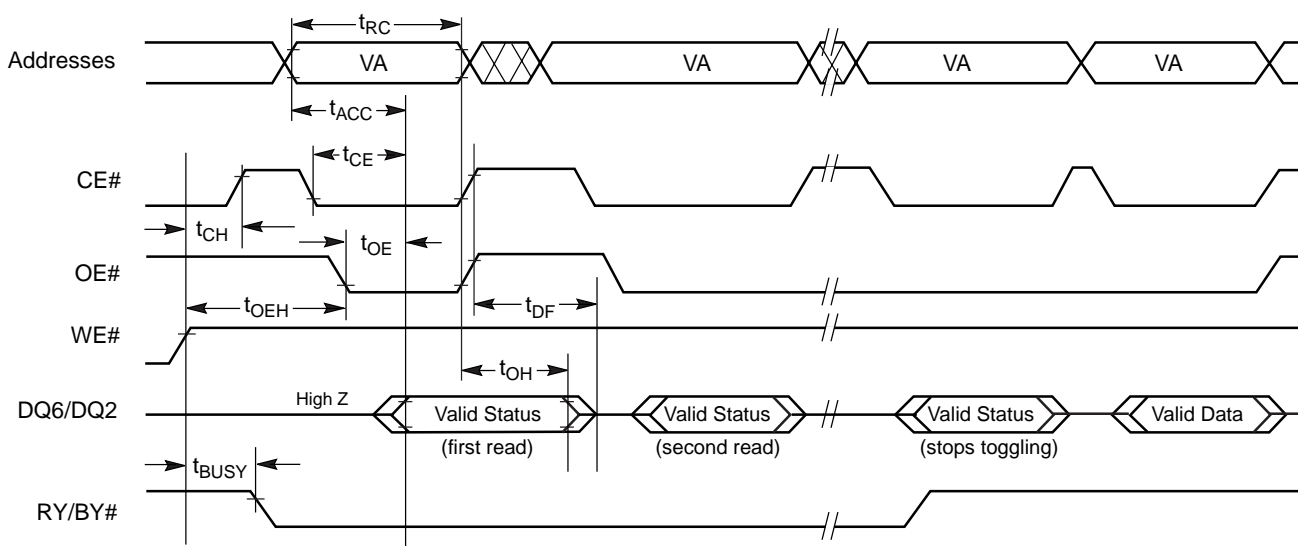 tRC
Addresses VA VA VA VA
tACC
tCE
CE#
tCH tOE
OE#
tOEH tDF
WE#
tOH
DQ6/DQ2 High Z Valid Status Valid Status Valid Status Valid Data
(first read) (second read) (stops toggling)
tBUSY
RY/BY#